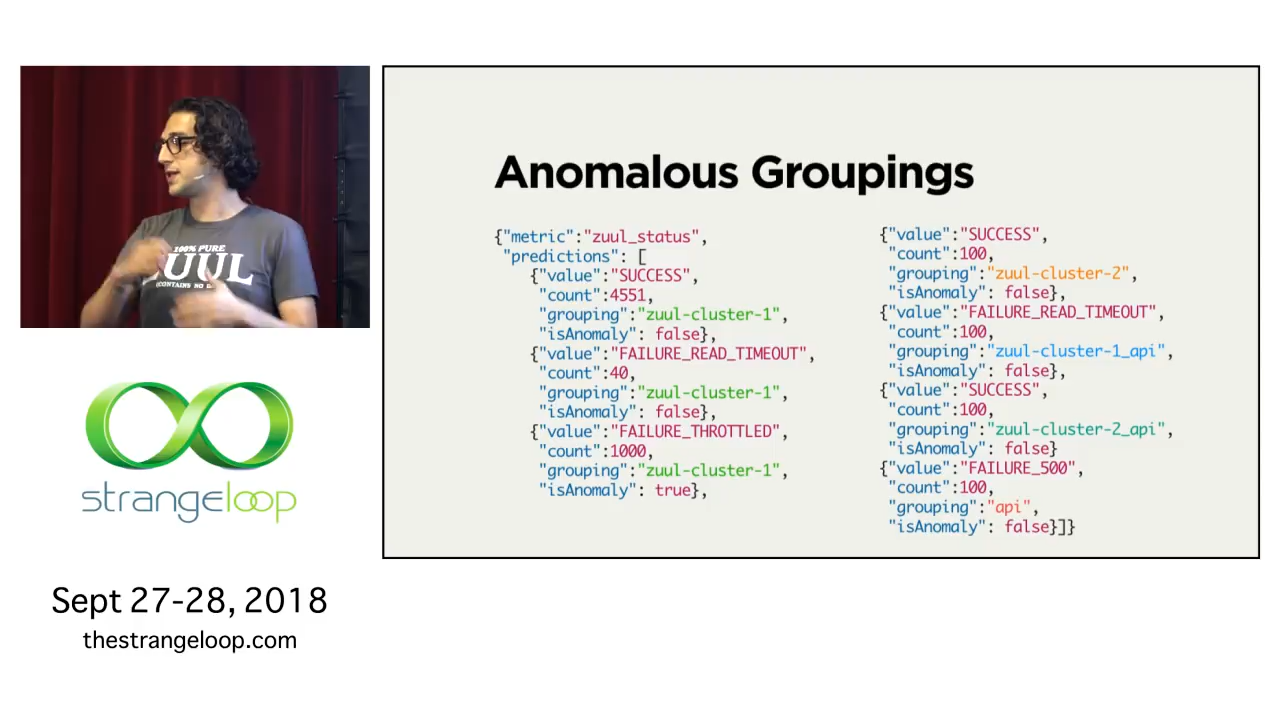 100% PURE
ZUUL
Anomalous Groupings
{"metric":"zuul_status",
"predictions": [
{"value":"SUCCESS",
"count":4551,
"grouping":"zuul-cluster-1",
"isAnomaly": false},
{"value":"FAILURE_READ_TIMEOUT",
"count":40,
"grouping":"zuul-cluster-1",
"isAnomaly": false},
{"value":"FAILURE_THROTTLED",
"count":1000,
"grouping":"zuul-cluster-1",
"isAnomaly": true},
{"value":"SUCCESS",
"count":100,
"grouping":"zuul-cluster-2",
"isAnomaly": false},
{"value":"FAILURE_READ_TIMEOUT",
"count":100,
"grouping":"zuul-cluster-1_api",
"isAnomaly": false},
{"value":"SUCCESS",
"count":100,
"grouping":"zuul-cluster-2_api",
"isAnomaly": false}
{"value":"FAILURE_500",
"count":100,
"grouping":"api",
"isAnomaly": false}]}
strangeloop
Sept 27-28, 2018
thestrangeloop.com